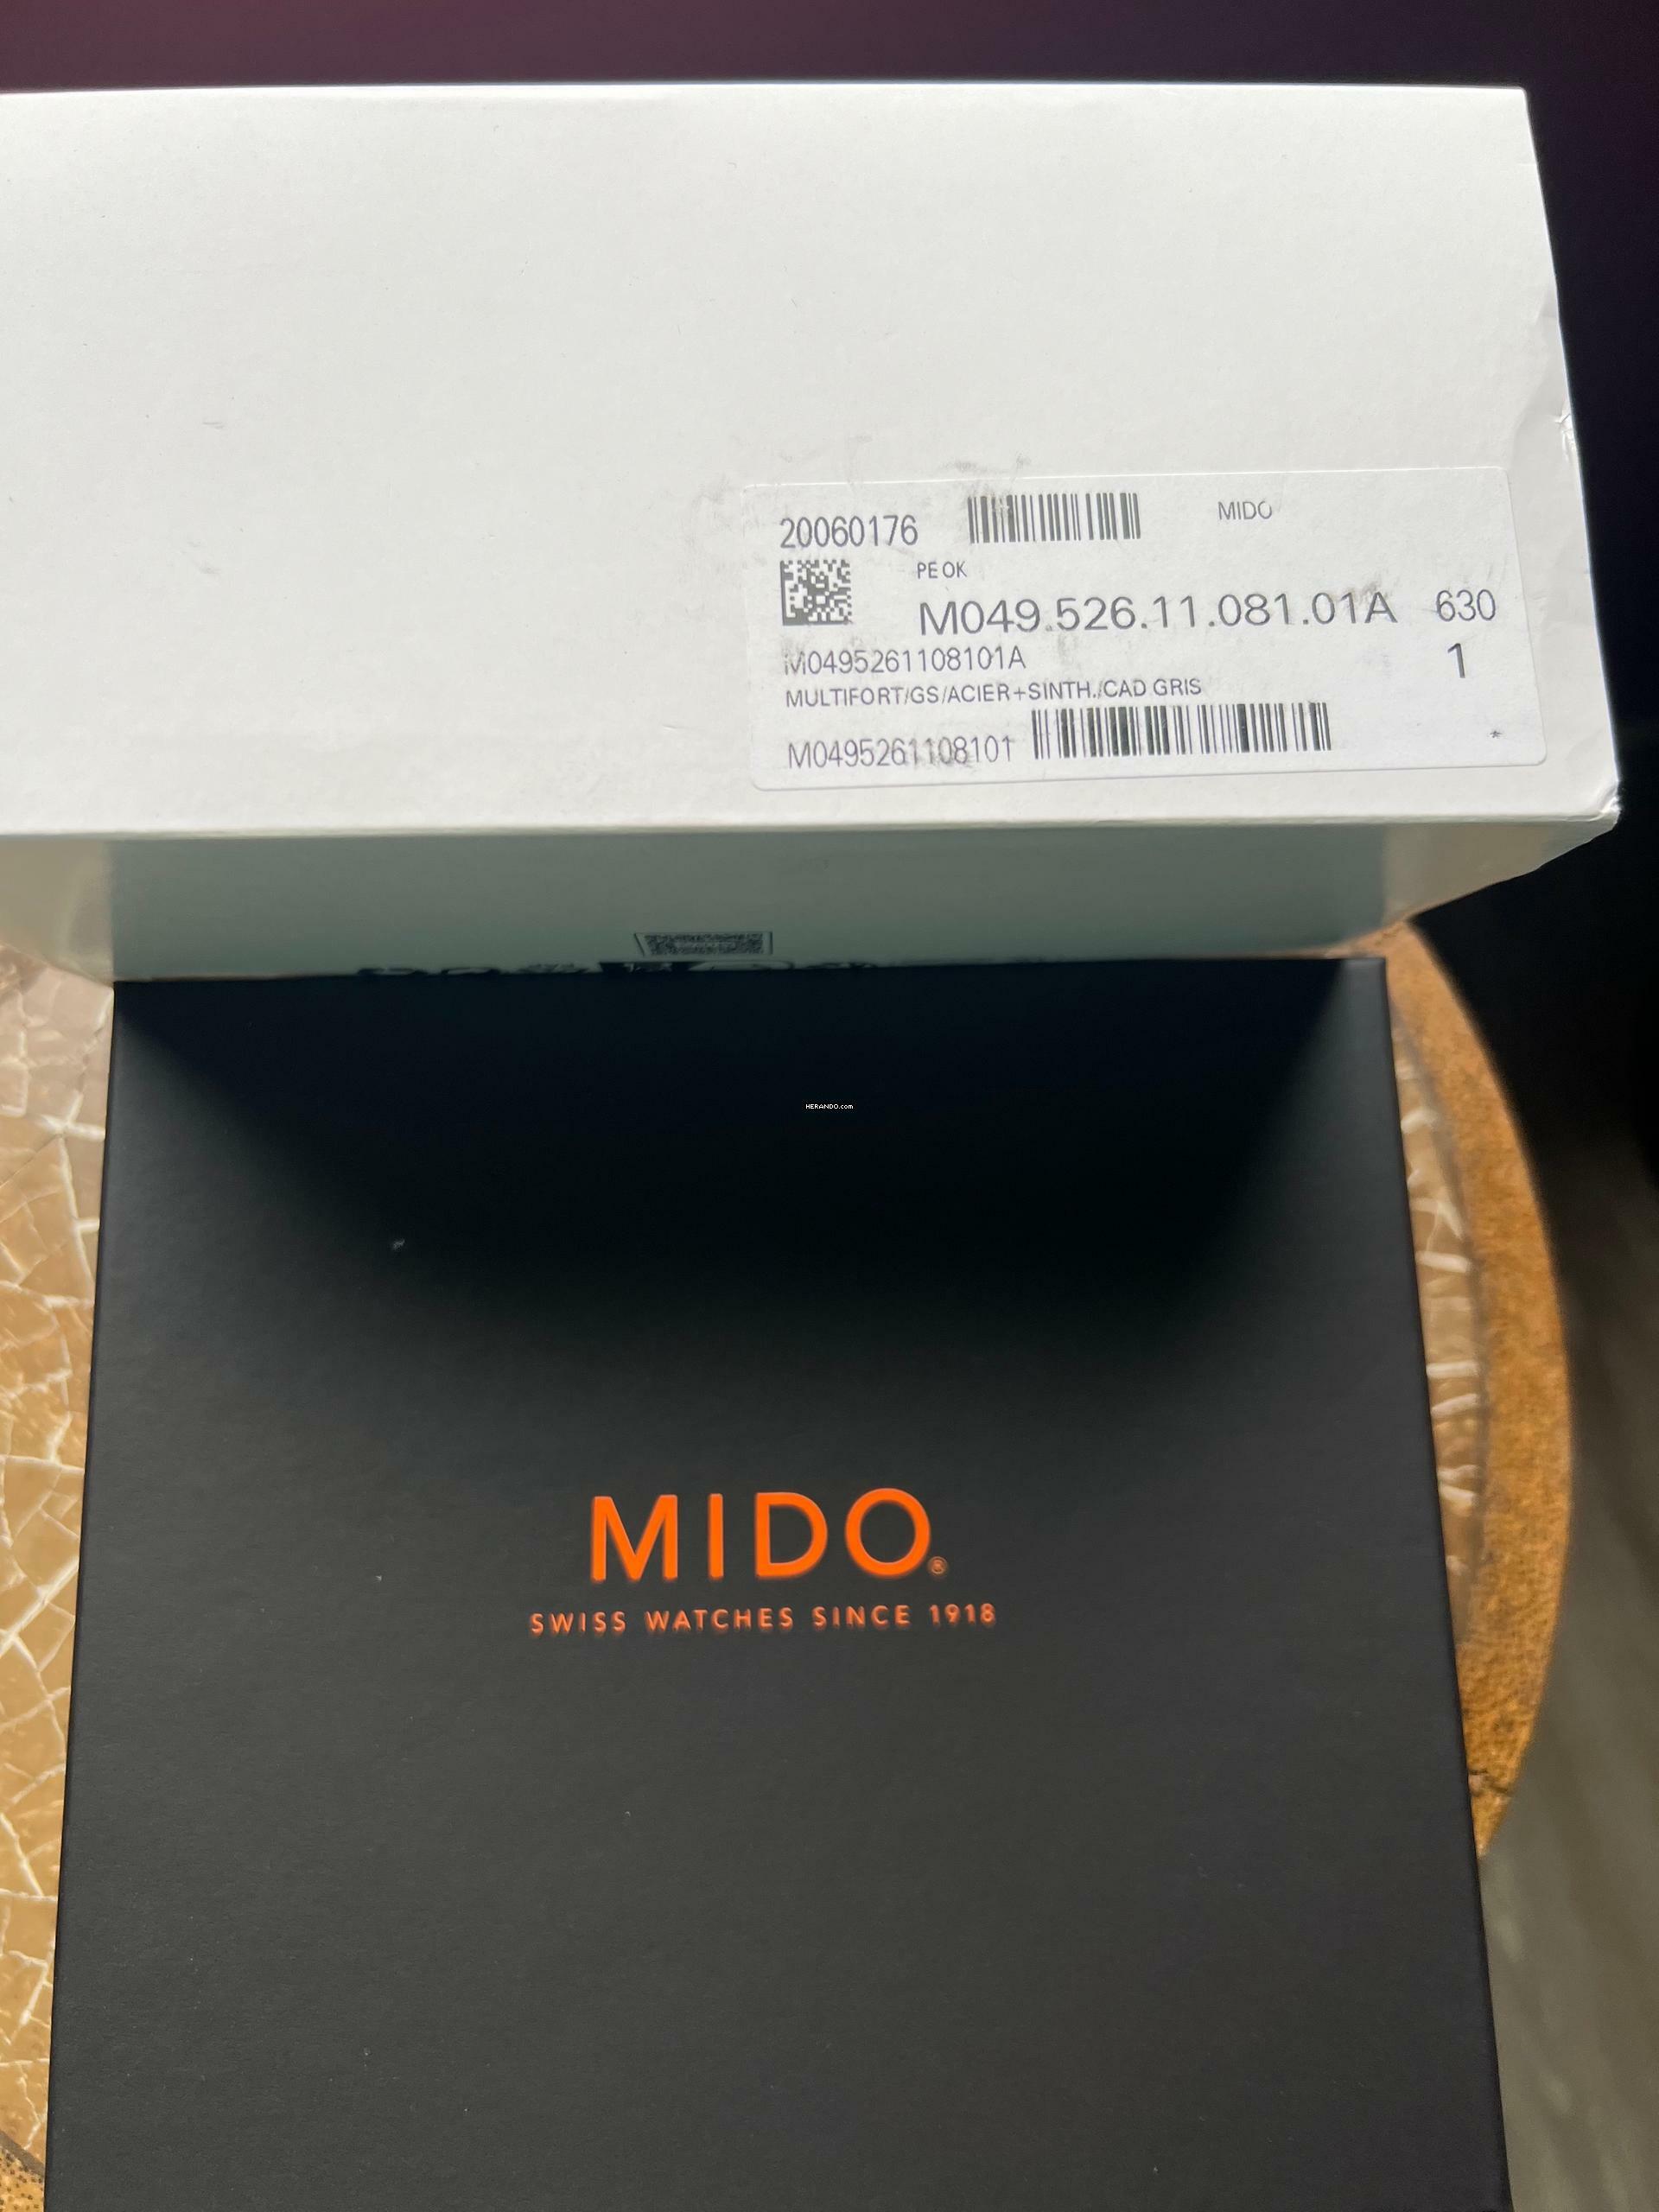 20060176 MIDO
PE OK
M049.526.11.081.01A 630
M0495261108101A 1
MULTIFORT/GS/ACIER+SINTH./CAD GRIS
M0495261108101 *
HERANDO.com
MIDO®
SWISS WATCHES SINCE 1918